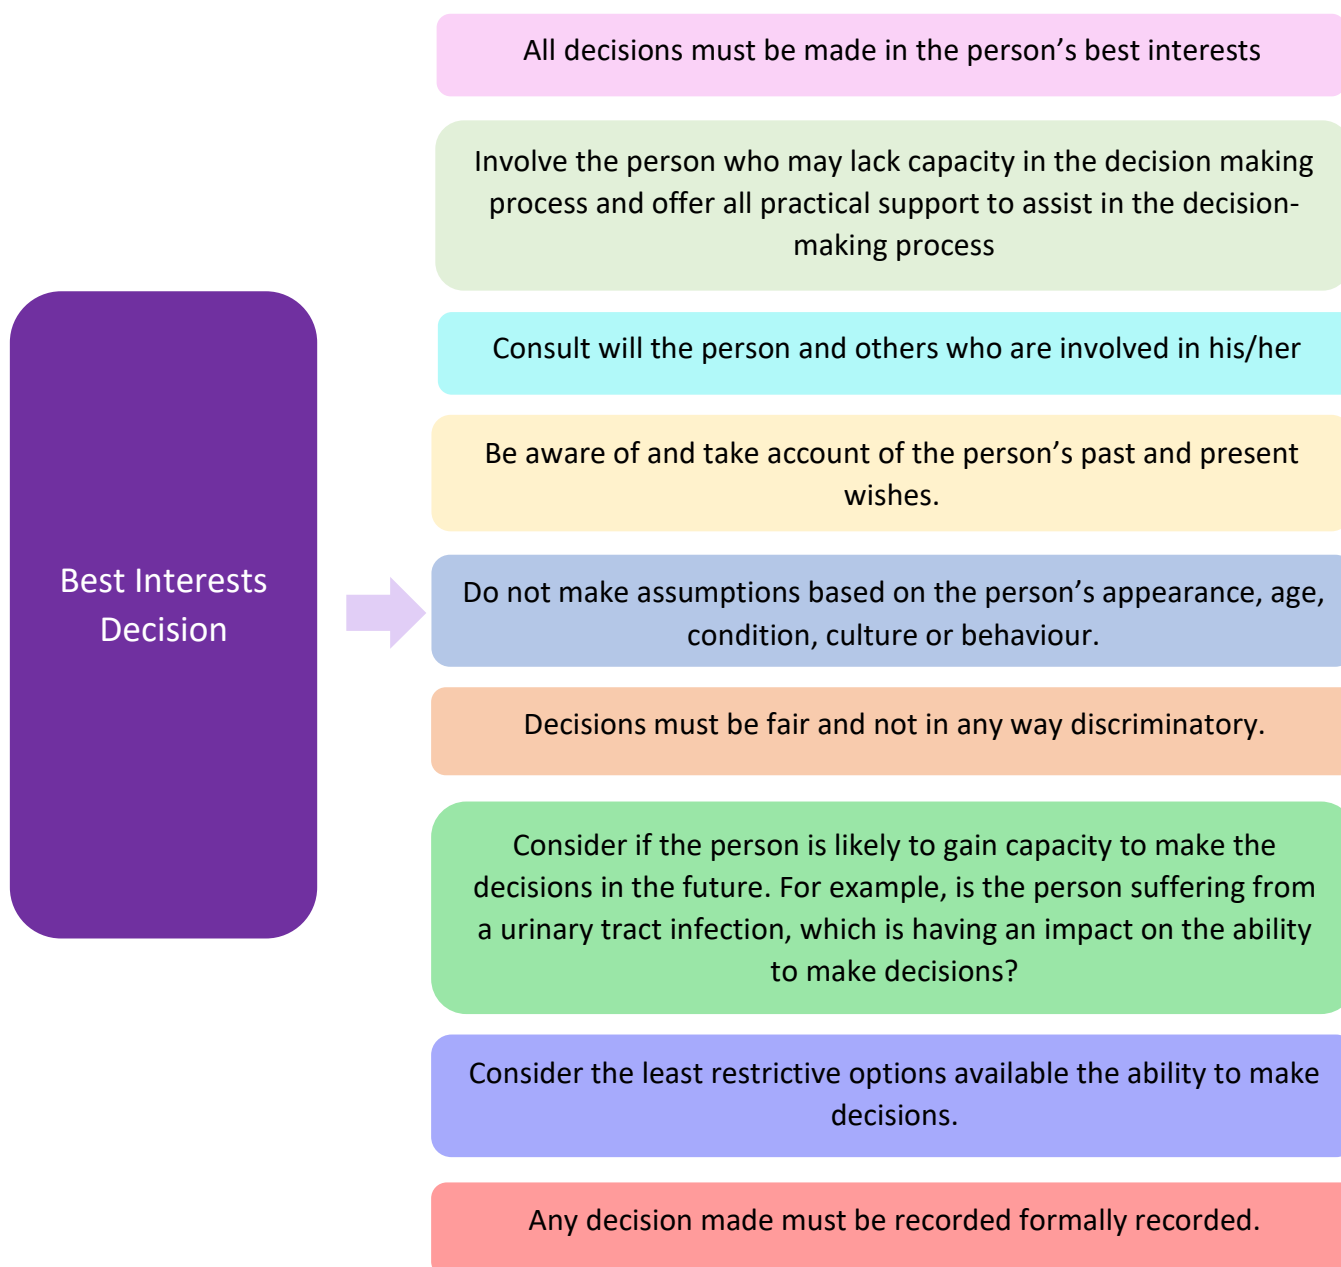 All decisions must be made in the person’s best interests
Involve the person who may lack capacity in the decision making
process and offer all practical support to assist in the decision-
making process
Consult will the person and others who are involved in his/her
Be aware of and take account of the person’s past and present
wishes.
Best Interests
Decision
Do not make assumptions based on the person’s appearance, age,
condition, culture or behaviour.
Decisions must be fair and not in any way discriminatory.
Consider if the person is likely to gain capacity to make the
decisions in the future. For example, is the person suffering from
a urinary tract infection, which is having an impact on the ability
to make decisions?
Consider the least restrictive options available the ability to make
decisions.
Any decision made must be recorded formally recorded.